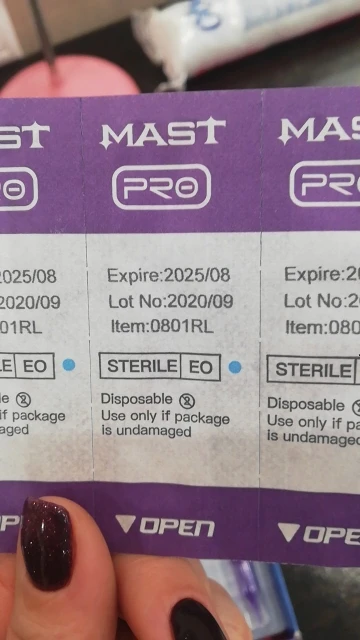 MAST
PRO
Expire:2025/08
Lot No:2020/09
Item:0801RL
STERILE EO
Disposable
Use only if package
is undamaged
OPEN